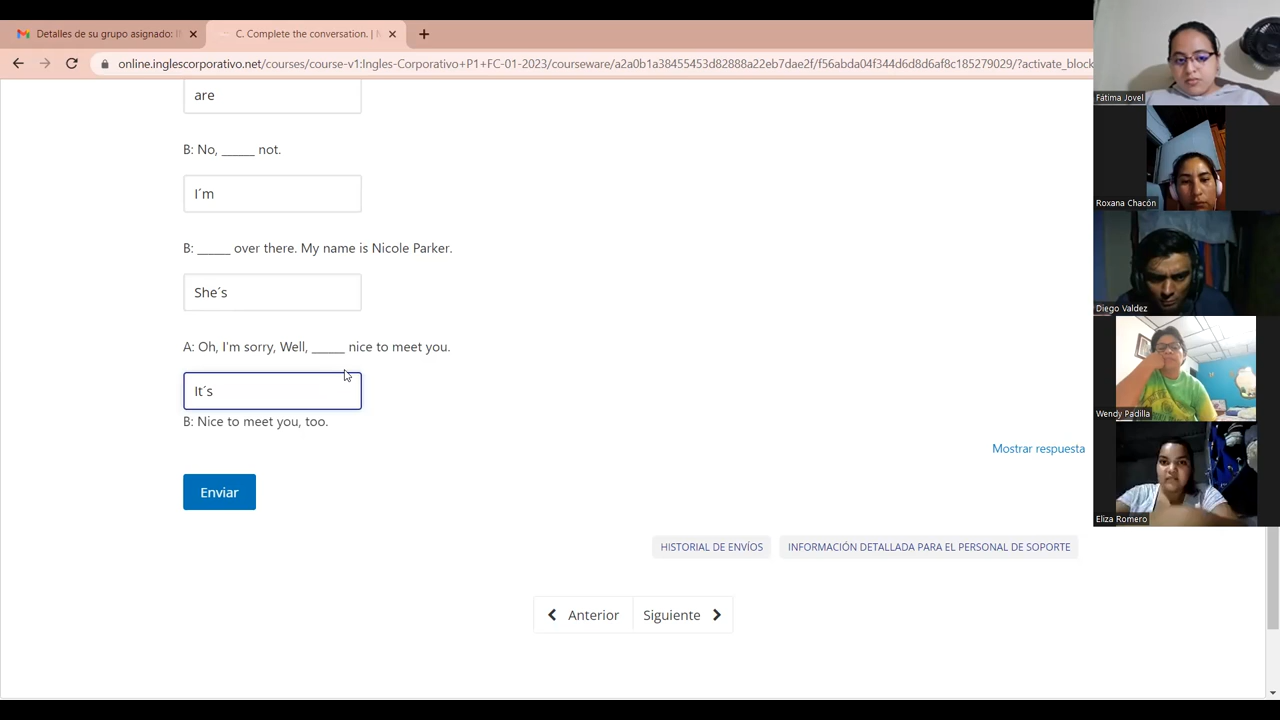 Detalles de su grupo asignado: I
C. Complete the conversation. |
online.inglescorporativo.net/courses/course-v1:Ingles-Corporativo+P1+FC-01-2023/courseware/a2a0b1a38455453d82888a22eb7dae2f/f56abda04f344d6d8d6af8c185279029/?activate_block
are
B: No, _____ not.
I´m
B: _____ over there. My name is Nicole Parker.
She´s
A: Oh, I'm sorry, Well, _____ nice to meet you.
It´s
B: Nice to meet you, too.
Mostrar respuesta
Enviar
HISTORIAL DE ENVÍOS
INFORMACIÓN DETALLADA PARA EL PERSONAL DE SOPORTE
Anterior
Siguiente
Fátima Jovel
Roxana Chacón
Diego Valdez
Wendy Padilla
Eliza Romero